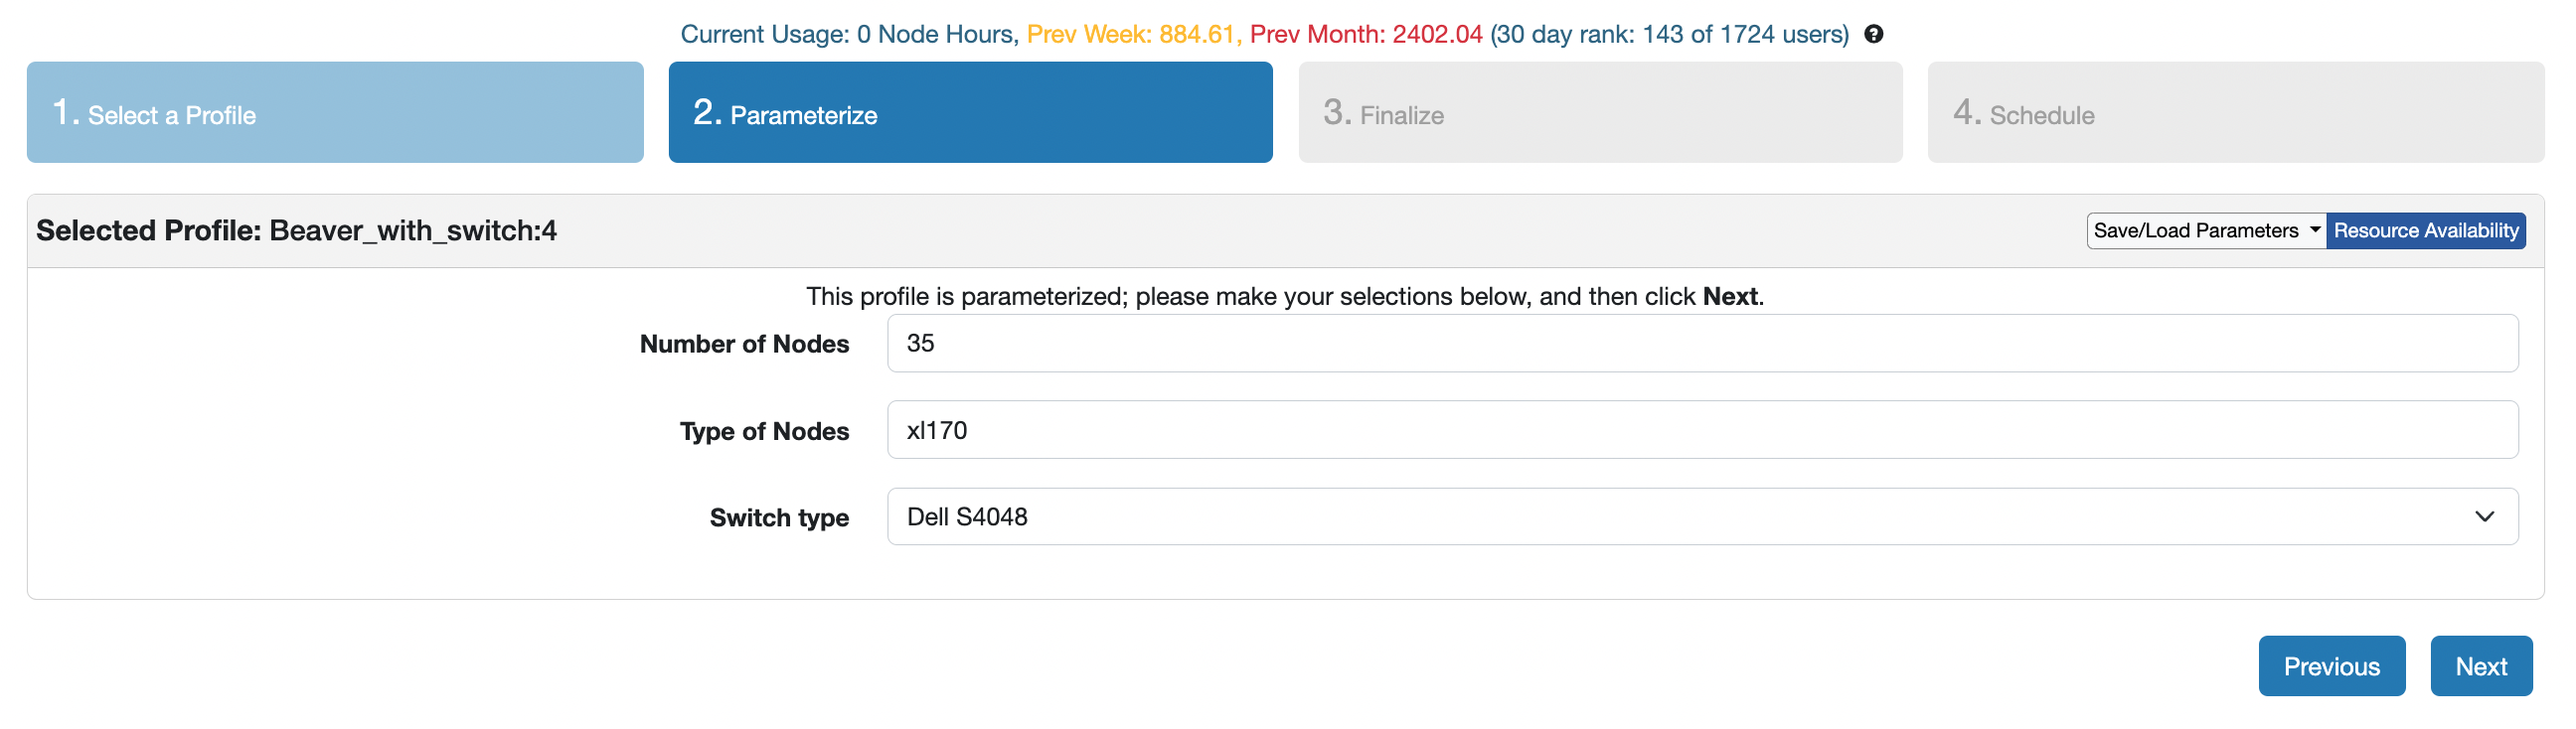 Current Usage: 0 Node Hours, Prev Week: 884.61, Prev Month: 2402.04 (30 day rank: 143 of 1724 users) ?
1. Select a Profile
2. Parameterize
3. Finalize
4. Schedule
Selected Profile: Beaver_with_switch:4
Save/Load Parameters
Resource Availability
This profile is parameterized; please make your selections below, and then click Next.
Number of Nodes
35
Type of Nodes
xl170
Switch type
Dell S4048
Previous
Next